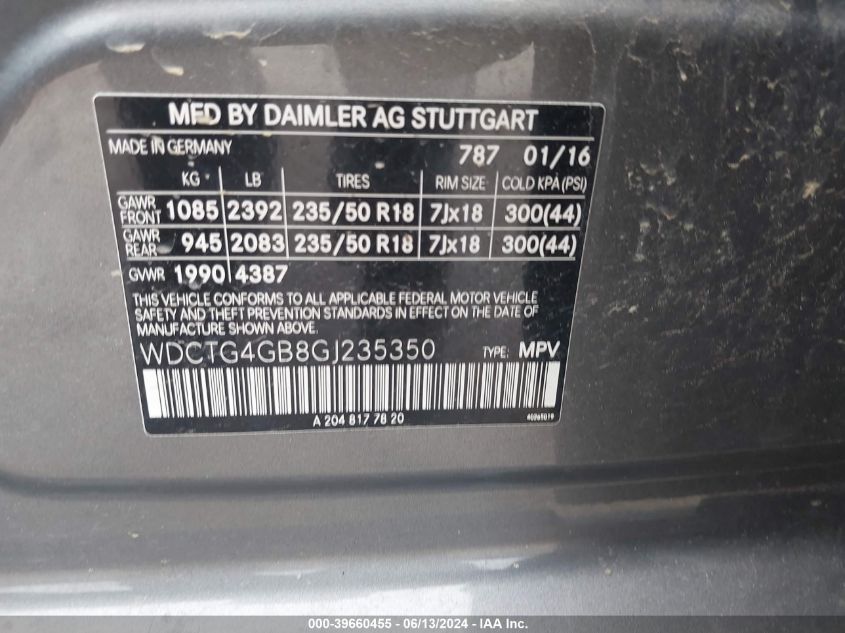 MFD BY DAIMLER AG STUTTGART
MADE IN GERMANY 787 01/16
KG LB TIRES RIM SIZE COLD KPA (PSI)
GAWR FRONT 1085 2392 235/50 R18 7Jx18 300(44)
GAWR REAR 945 2083 235/50 R18 7Jx18 300(44)
GVWR 1990 4387
THIS VEHICLE CONFORMS TO ALL APPLICABLE FEDERAL MOTOR VEHICLE
SAFETY AND THEFT PREVENTION STANDARDS IN EFFECT ON THE DATE OF
MANUFACTURE SHOWN ABOVE.
WDCTG4GB8GJ235350 TYPE: MPV
A 204 817 78 20 40265019
000-39660455 - 06/13/2024 - IAA Inc.